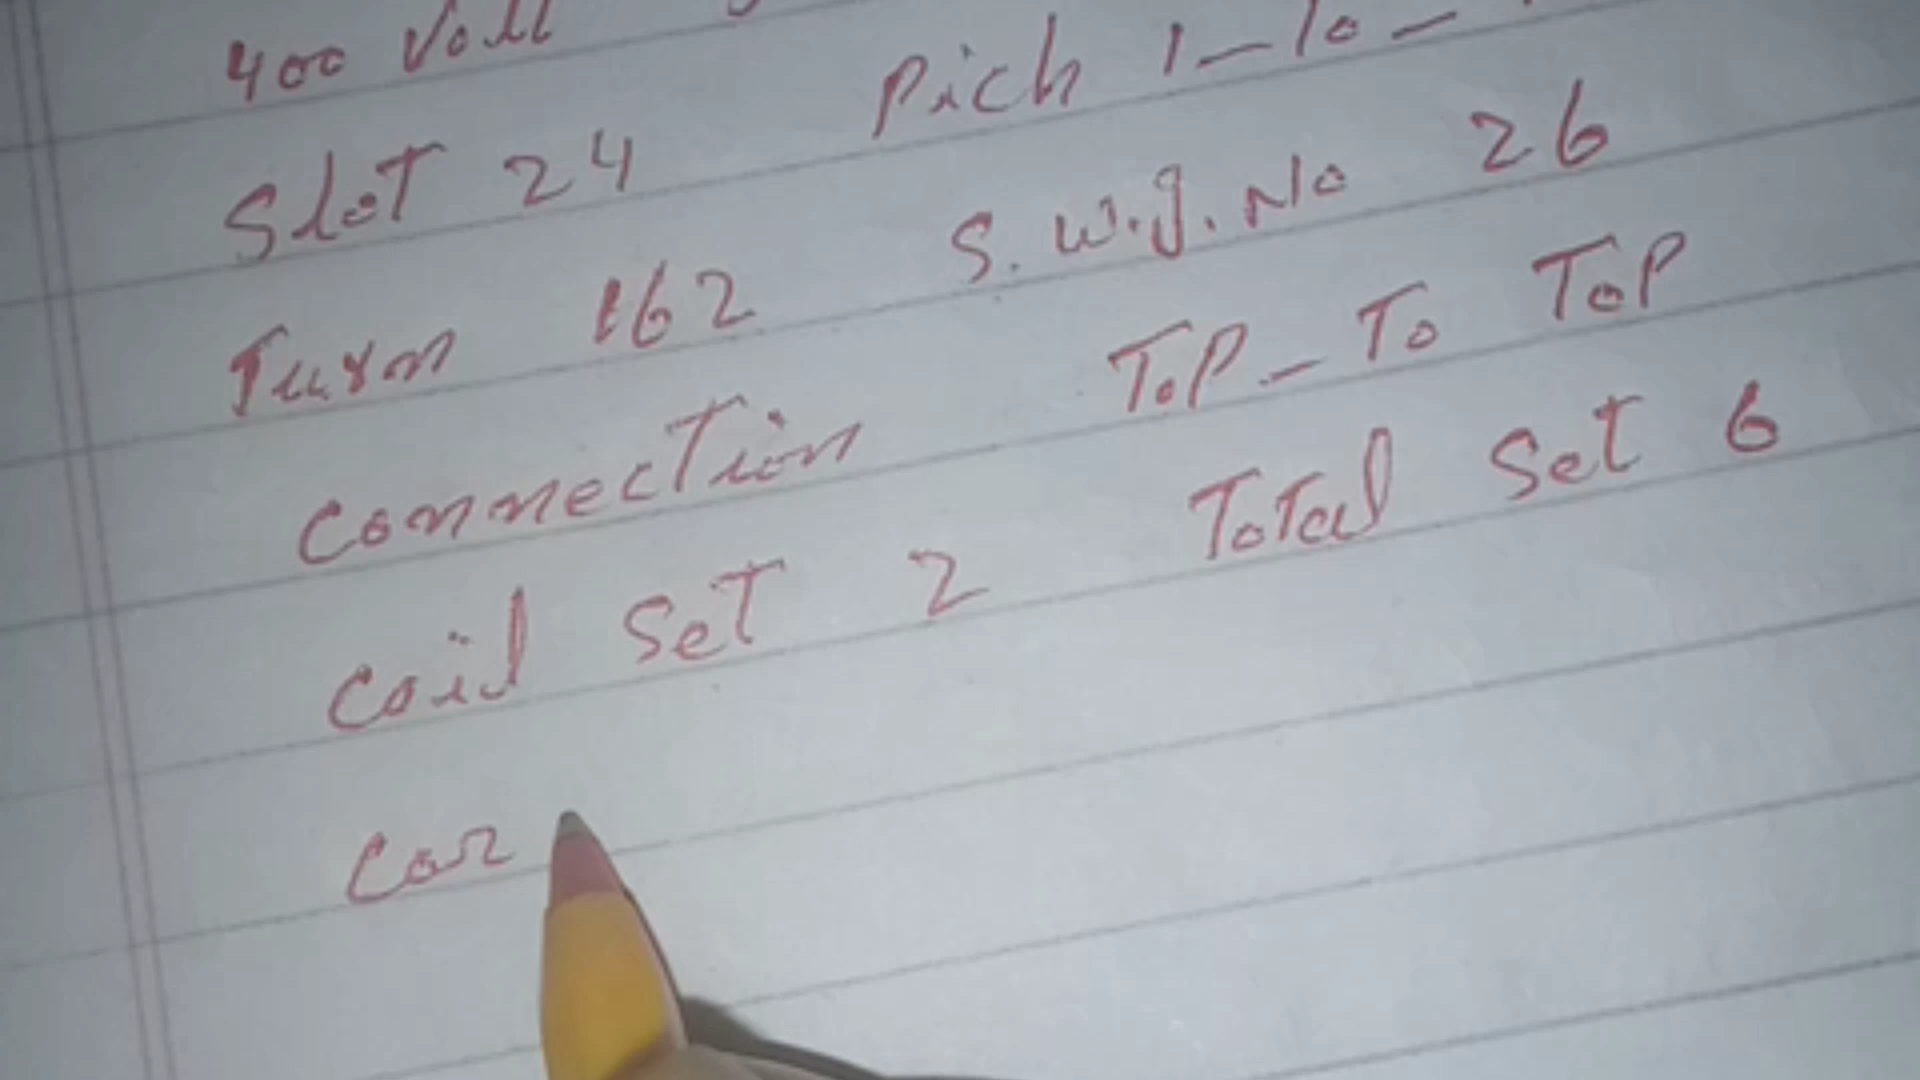 400 Volt
Slot 24 Pich 1-10-
Turn 162 S.W.g.No 26
connection ToP-To ToP
coil Set 2 Total Set 6